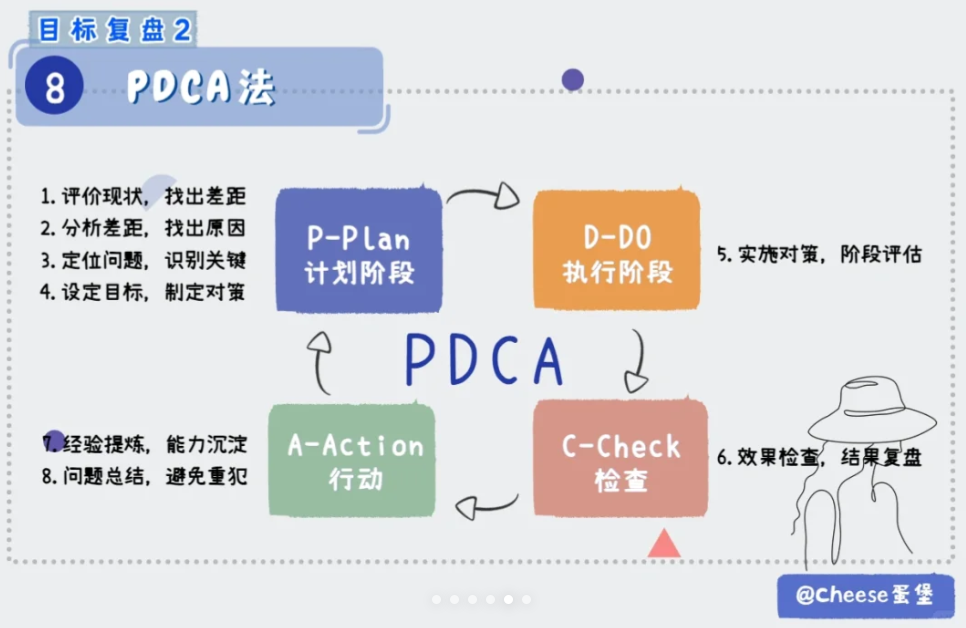 目标复盘2
8 PDCA法
1. 评价现状，找出差距
2. 分析差距，找出原因
3. 定位问题，识别关键
4. 设定目标，制定对策
P-Plan
计划阶段
D-DO
执行阶段
5. 实施对策，阶段评估
PDCA
7. 经验提炼，能力沉淀
8. 问题总结，避免重犯
A-Action
行动
C-Check
检查
6. 效果检查，结果复盘
@Cheese蛋堡